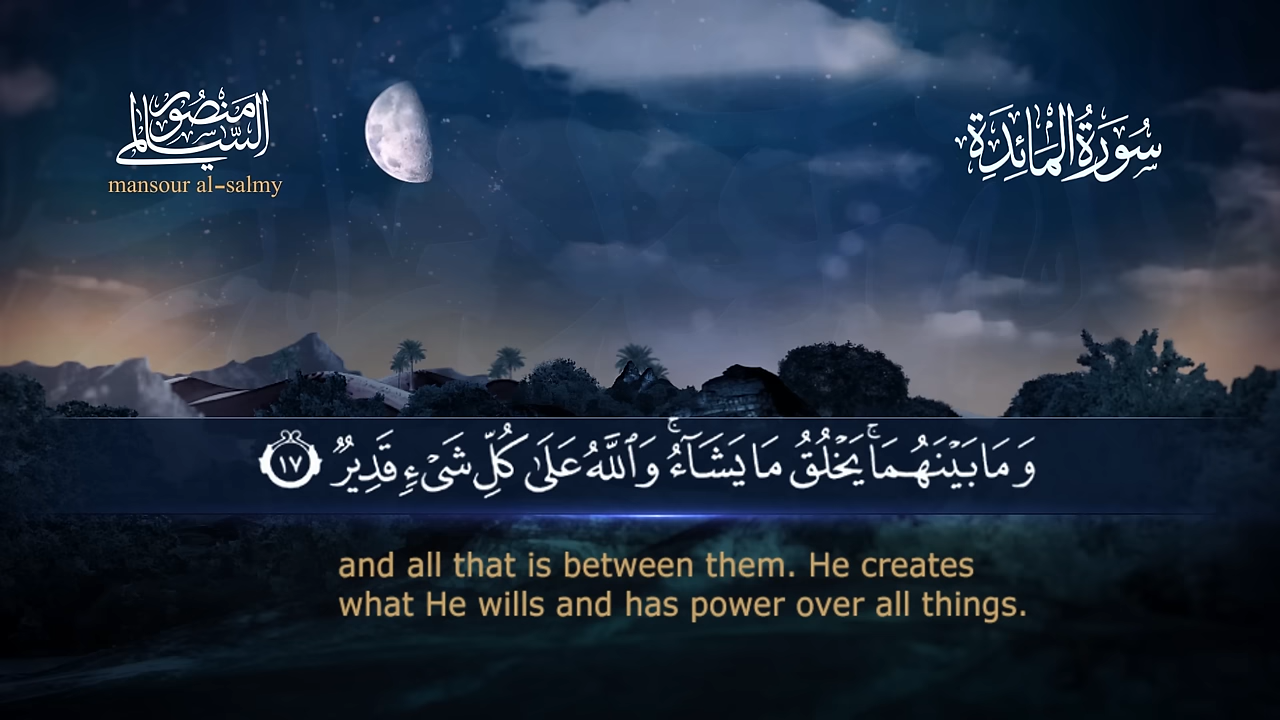 منصور السالمي
mansour al-salmy
سُورَةُ الْمَائِدَةِ
وَمَا بَيْنَهُمَا ۚ يَخْلُقُ مَا يَشَآءُ ۚ وَٱللَّهُ عَلَىٰ كُلِّ شَىْءٍ قَدِيرٌ ١٧
and all that is between them. He creates
what He wills and has power over all things.